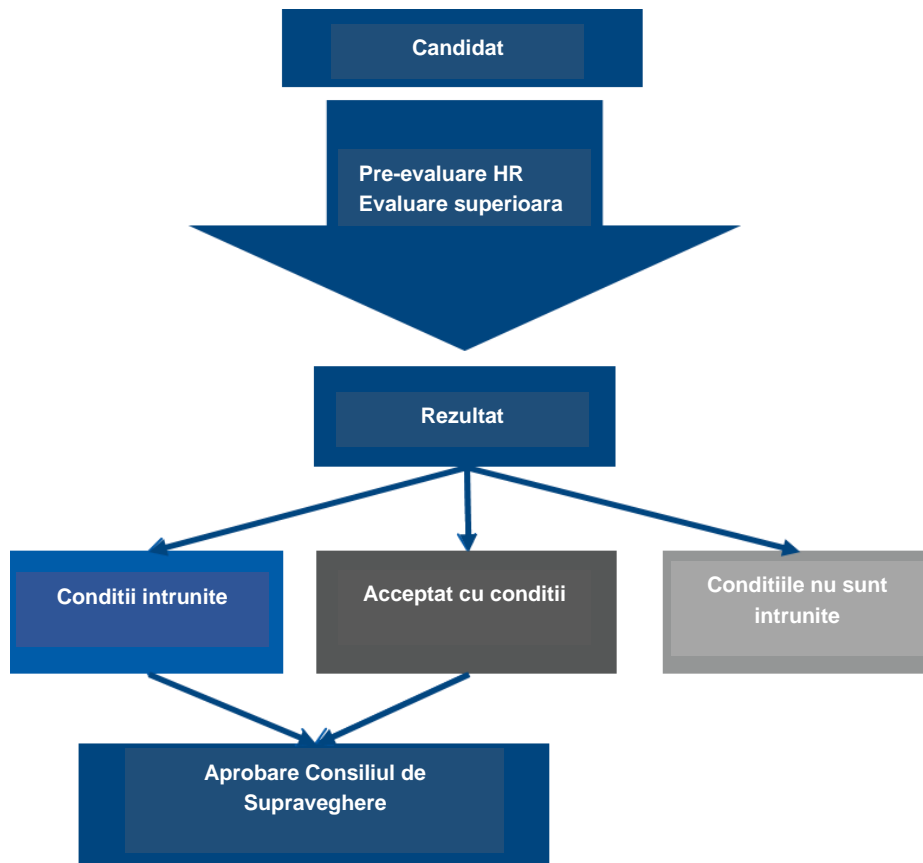 Candidat
Pre-evaluare HR
Evaluare superioara
Rezultat
Conditii intrunite
Acceptat cu conditii
Conditiile nu sunt
intrunite
Aprobare Consiliul de
Supraveghere